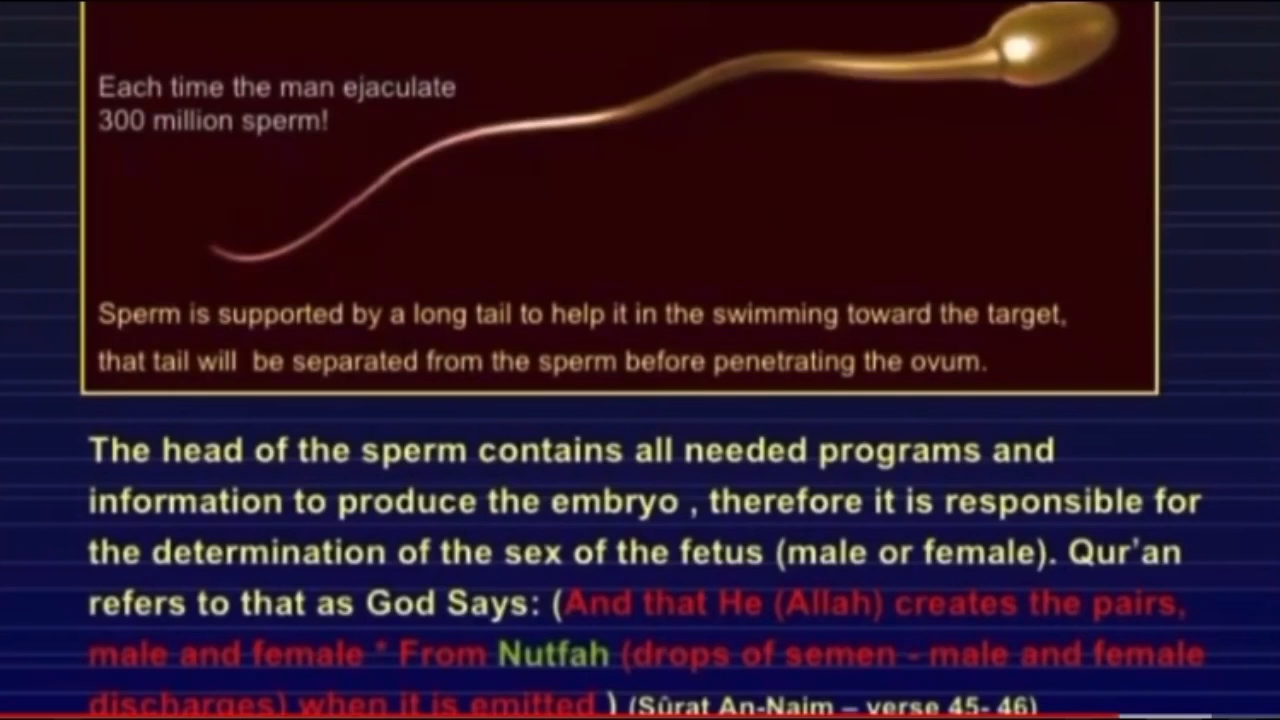 Each time the man ejaculate
300 million sperm!
Sperm is supported by a long tail to help it in the swimming toward the target,
that tail will be separated from the sperm before penetrating the ovum.
The head of the sperm contains all needed programs and
information to produce the embryo , therefore it is responsible for
the determination of the sex of the fetus (male or female). Qur’an
refers to that as God Says: (And that He (Allah) creates the pairs,
male and female * From Nutfah (drops of semen - male and female
discharges) when it is emitted ) (Sûrat An-Najm – verse 45- 46)